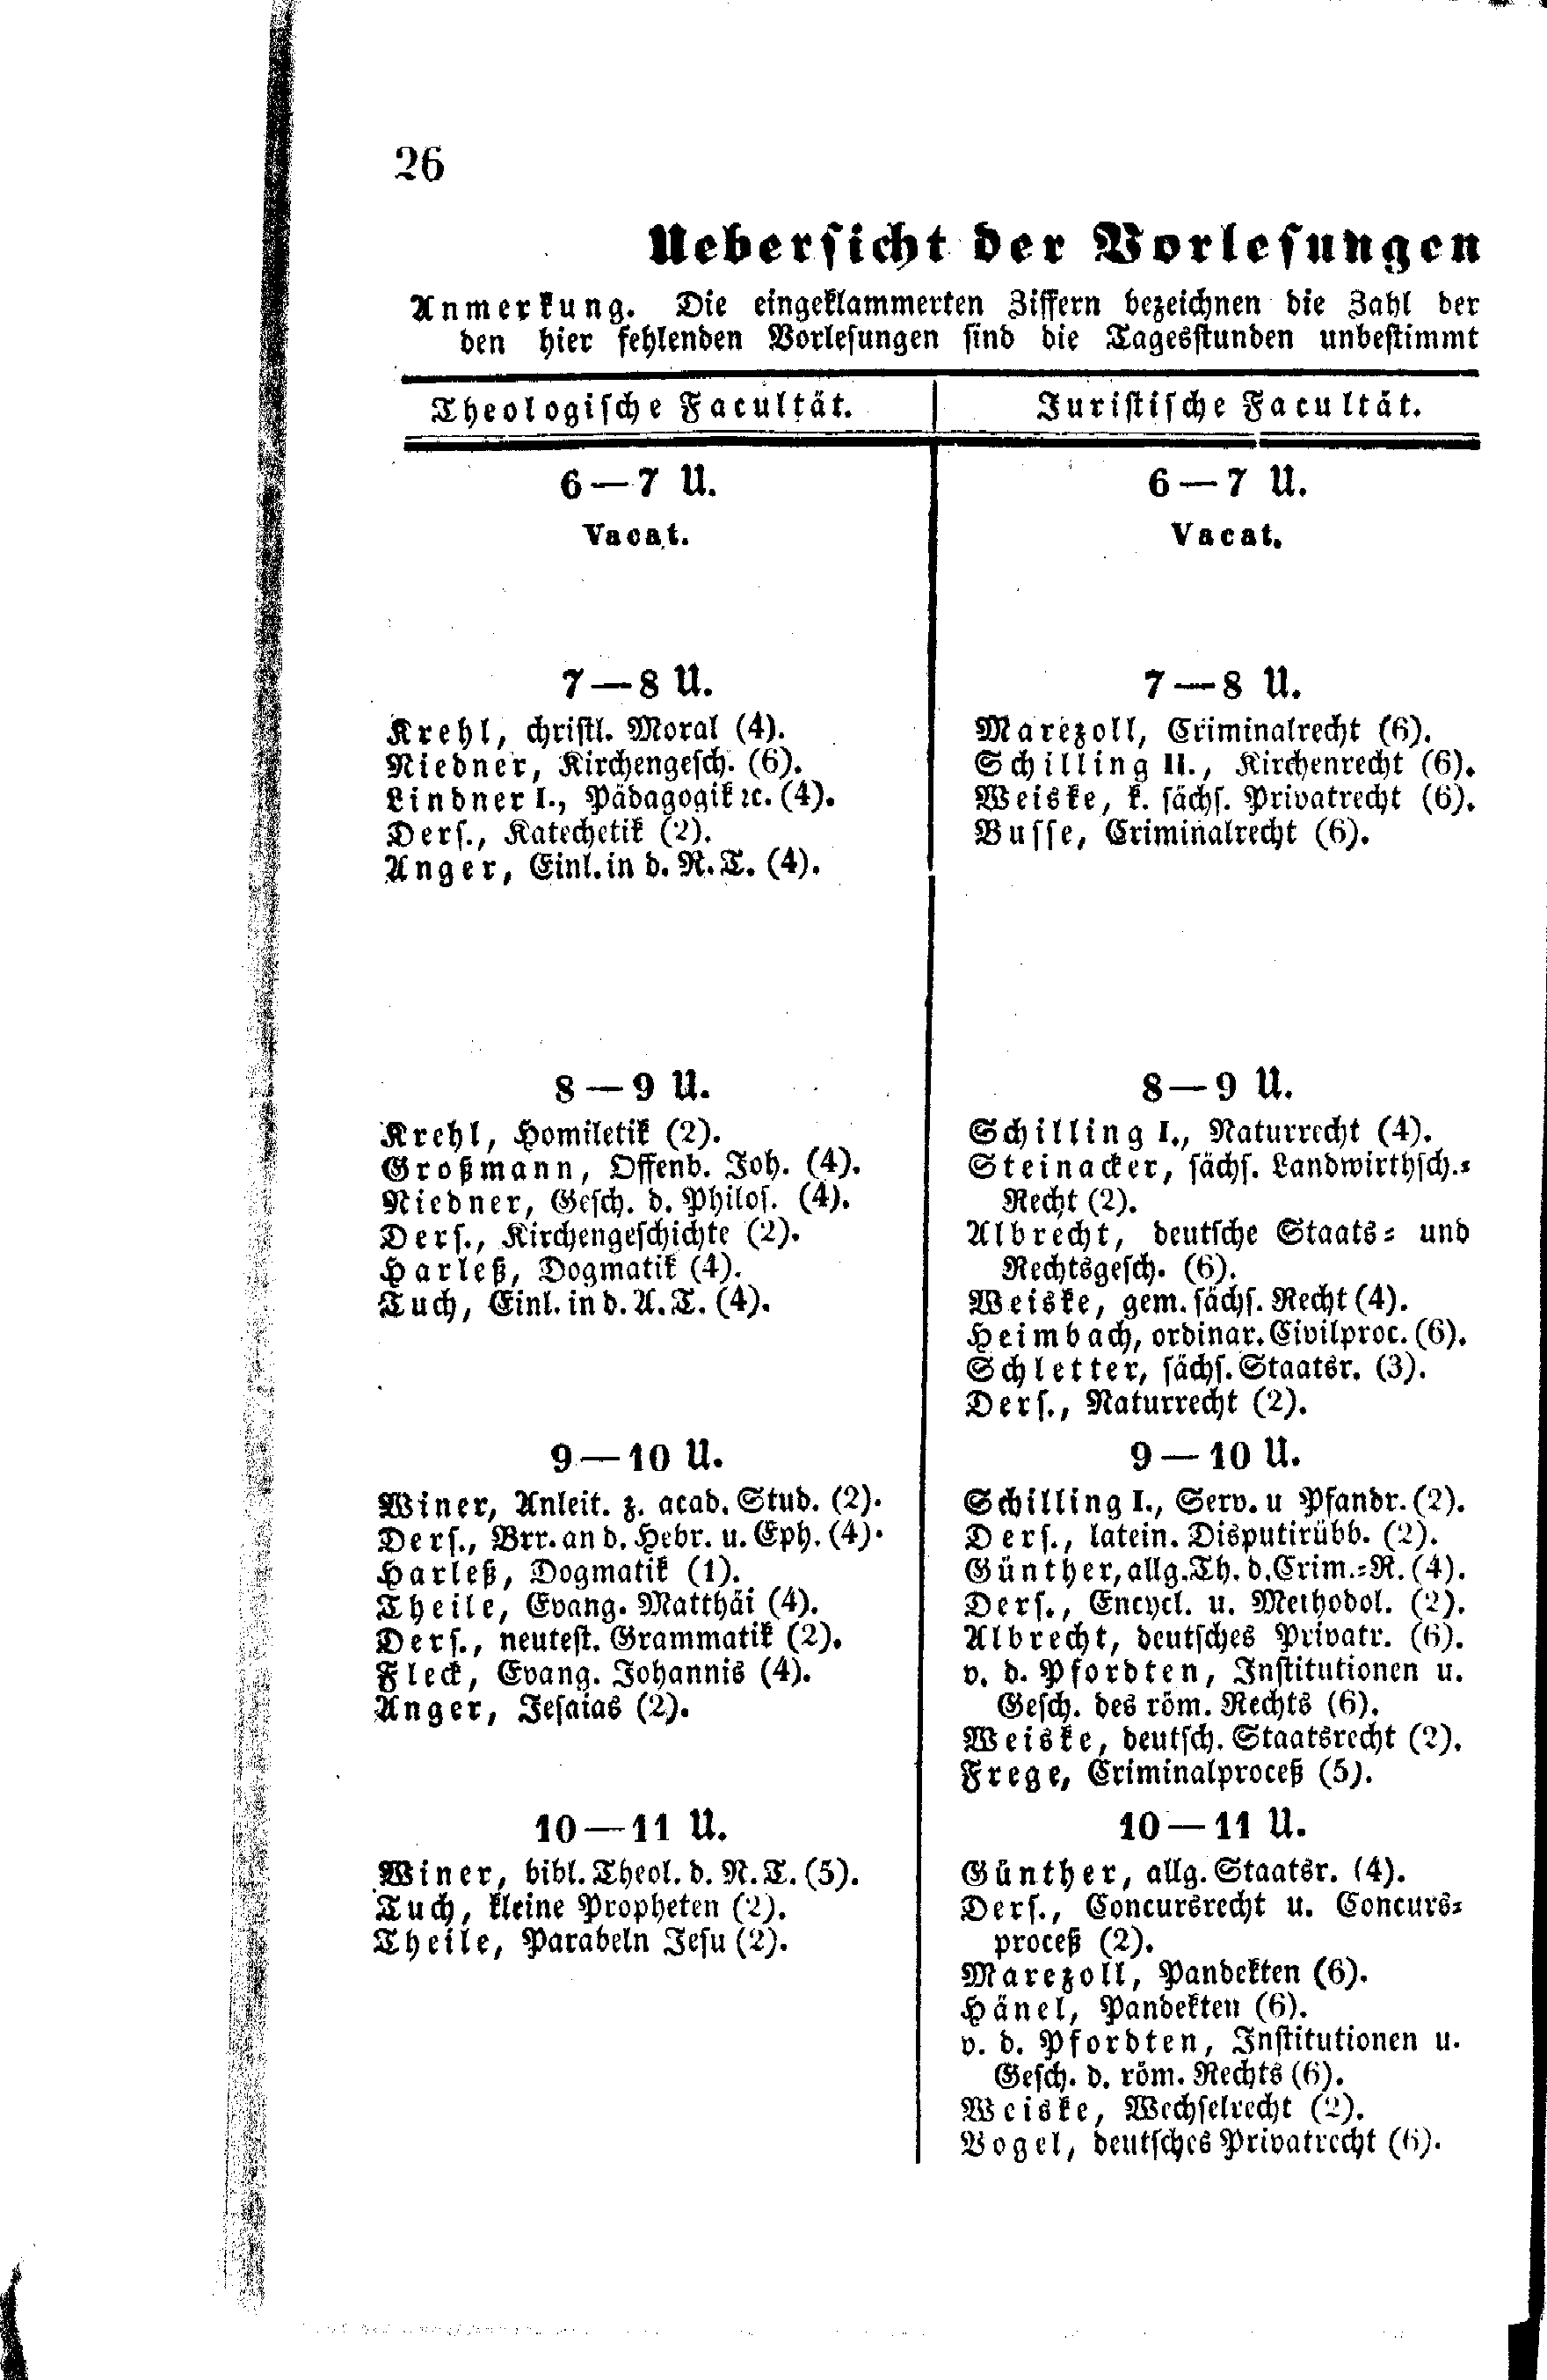 26
Uebersicht der Vorlesungen
Anmerkung. Die eingeklammerten Ziffern bezeichnen die Zahl der
den hier fehlenden Vorlesungen sind die Tagesstunden unbestimmt
Theologische Facultät.
6—7 U.
Vacat.
7—8 U.
Krehl, christl. Moral (4).
Niedner, Kirchengesch. (6).
Lindner I., Pädagogik ꝛc. (4).
Ders., Katechetik (2).
Anger, Einl. in d. N. T. (4).
8—9 U.
Krehl, Homiletik (2).
Großmann, Offenb. Joh. (4).
Niedner, Gesch. d. Philos. (4).
Ders., Kirchengeschichte (2).
Harleß, Dogmatik (4).
Tuch, Einl. in d. A. T. (4).
9—10 U.
Winer, Anleit. z. acad. Stud. (2).
Ders., Brr. an d. Hebr. u. Eph. (4).
Harleß, Dogmatik (1).
Theile, Evang. Matthäi (4).
Ders., neutest. Grammatik (2).
Fleck, Evang. Johannis (4).
Anger, Jesaias (2).
10—11 U.
Winer, bibl. Theol. d. N. T. (5).
Tuch, kleine Propheten (2).
Theile, Parabeln Jesu (2).
Juristische Facultät.
6—7 U.
Vacat.
7—8 U.
Marezoll, Criminalrecht (6).
Schilling II., Kirchenrecht (6).
Weiske, k. sächs. Privatrecht (6).
Busse, Criminalrecht (6).
8—9 U.
Schilling I., Naturrecht (4).
Steinacker, sächs. Landwirthsch.=
Recht (2).
Albrecht, deutsche Staats= und
Rechtsgesch. (6).
Weiske, gem. sächs. Recht (4).
Heimbach, ordinar. Civilproc. (6).
Schletter, sächs. Staatsr. (3).
Ders., Naturrecht (2).
9—10 U.
Schilling I., Serv. u Pfandr. (2).
Ders., latein. Disputirübb. (2).
Günther, allg. Th. d. Crim.=R. (4).
Ders., Encycl. u. Methodol. (2).
Albrecht, deutsches Privatr. (6).
v. d. Pfordten, Institutionen u.
Gesch. des röm. Rechts (6).
Weiske, deutsch. Staatsrecht (2).
Frege, Criminalproceß (5).
10—11 U.
Günther, allg. Staatsr. (4).
Ders., Concursrecht u. Concurs=
proceß (2).
Marezoll, Pandekten (6).
Hänel, Pandekten (6).
v. d. Pfordten, Institutionen u.
Gesch. d. röm. Rechts (6).
Weiske, Wechselrecht (2).
Vogel, deutsches Privatrecht (6).